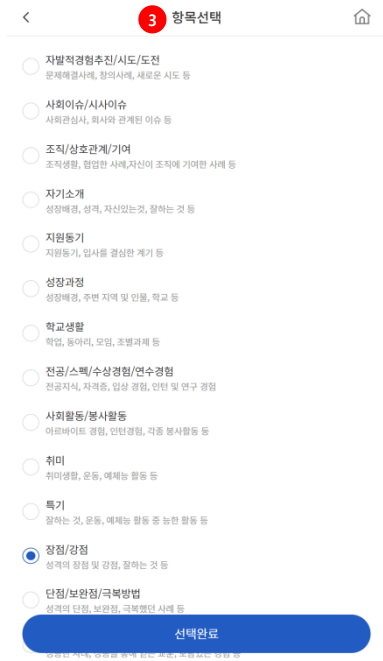 3 항목선택
자발적경험추진/시도/도전
문제해결사례, 창의사례, 새로운 시도 등
사회이슈/시사이슈
사회관심사, 회사와 관계된 이슈 등
조직/상호관계/기여
조직생활, 협업한 사례,자신이 조직에 기여한 사례 등
자기소개
성장배경, 성격, 자신있는것, 잘하는 것 등
지원동기
지원동기, 입사를 결심한 계기 등
성장과정
성장배경, 주변 지역 및 인물, 학교 등
학교생활
학업, 동아리, 모임, 조별과제 등
전공/스펙/수상경험/연수경험
전공지식, 자격증, 입상 경험, 인턴 및 연구 경험
사회활동/봉사활동
아르바이트 경험, 인턴경험, 각종 봉사활동 등
취미
취미생활, 운동, 예체능 활동 등
특기
잘하는 것, 운동, 예체능 활동 중 능한 활동 등
장점/강점
성격의 장점 및 강점, 잘하는 것 등
단점/보완점/극복방법
성격의 단점, 보완점, 극복했던 사례 등
선택완료